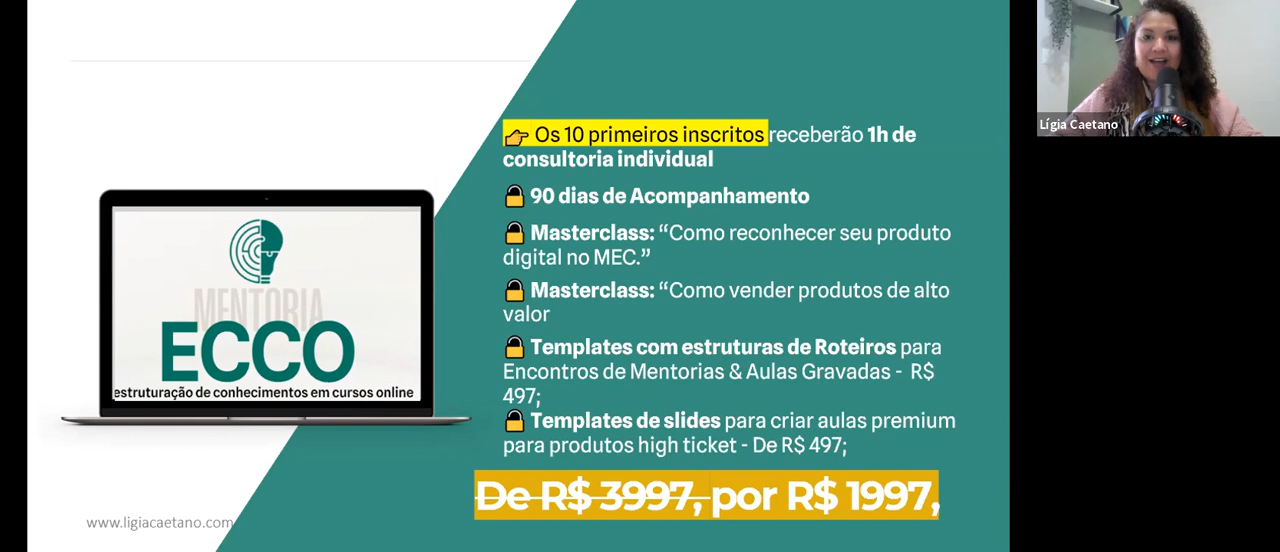 👉 Os 10 primeiros inscritos receberão 1h de
consultoria individual
🔒 90 dias de Acompanhamento
🔒 Masterclass: “Como reconhecer seu produto
digital no MEC.”
🔒 Masterclass: “Como vender produtos de alto
valor
🔒 Templates com estruturas de Roteiros para
Encontros de Mentorias & Aulas Gravadas - R$
497;
🔒 Templates de slides para criar aulas premium
para produtos high ticket - De R$ 497;
De R$ 3997, por R$ 1997,
MENTORIA
ECCO
estruturação de conhecimentos em cursos online
www.ligiacaetano.com
Lígia Caetano